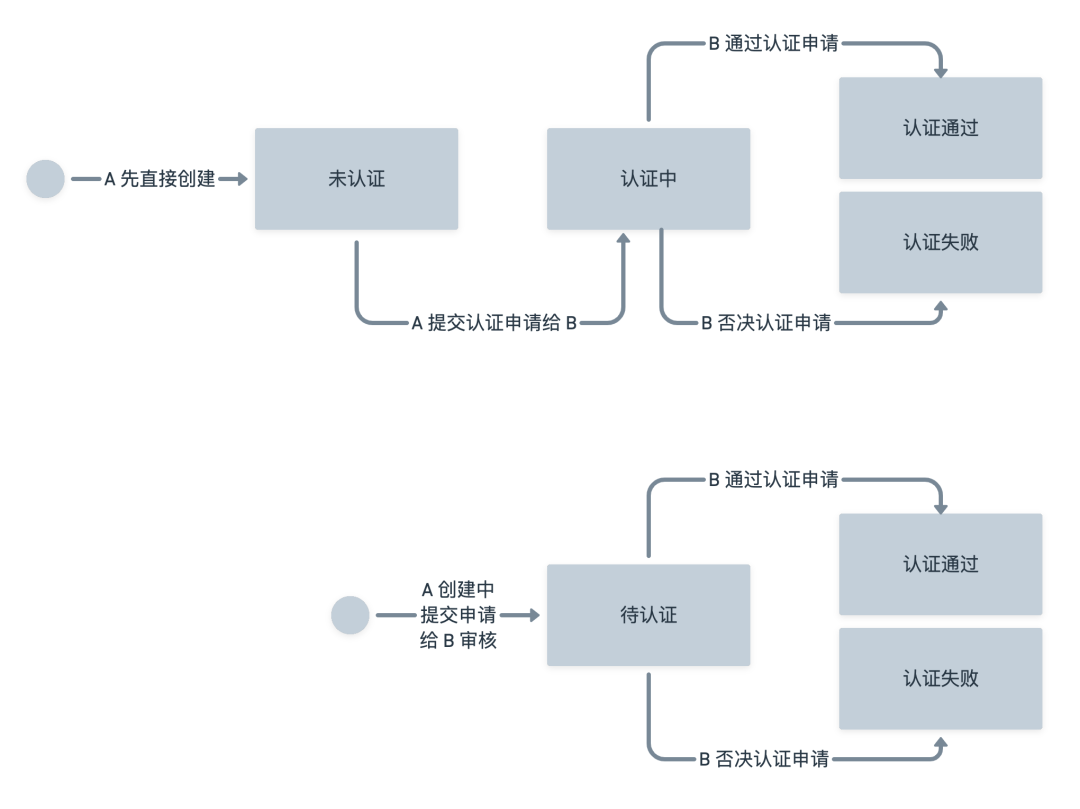 B 通过认证申请
认证通过
A 先直接创建
未认证
认证中
认证失败
A 提交认证申请给 B
B 否决认证申请
B 通过认证申请
认证通过
A 创建中
提交申请
给 B 审核
待认证
认证失败
B 否决认证申请